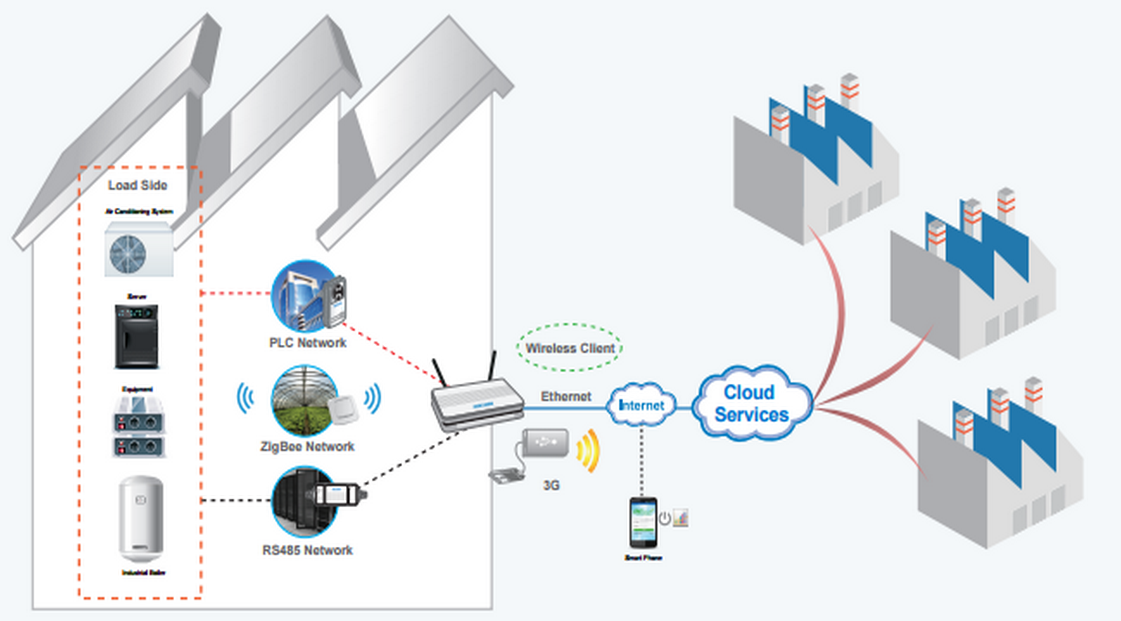 Load Side
Air Conditioning System
Server
Equipment
Industrial Boiler
PLC Network
ZigBee Network
RS485 Network
Wireless Client
Ethernet
3G
Internet
Smart Phone
Cloud
Services